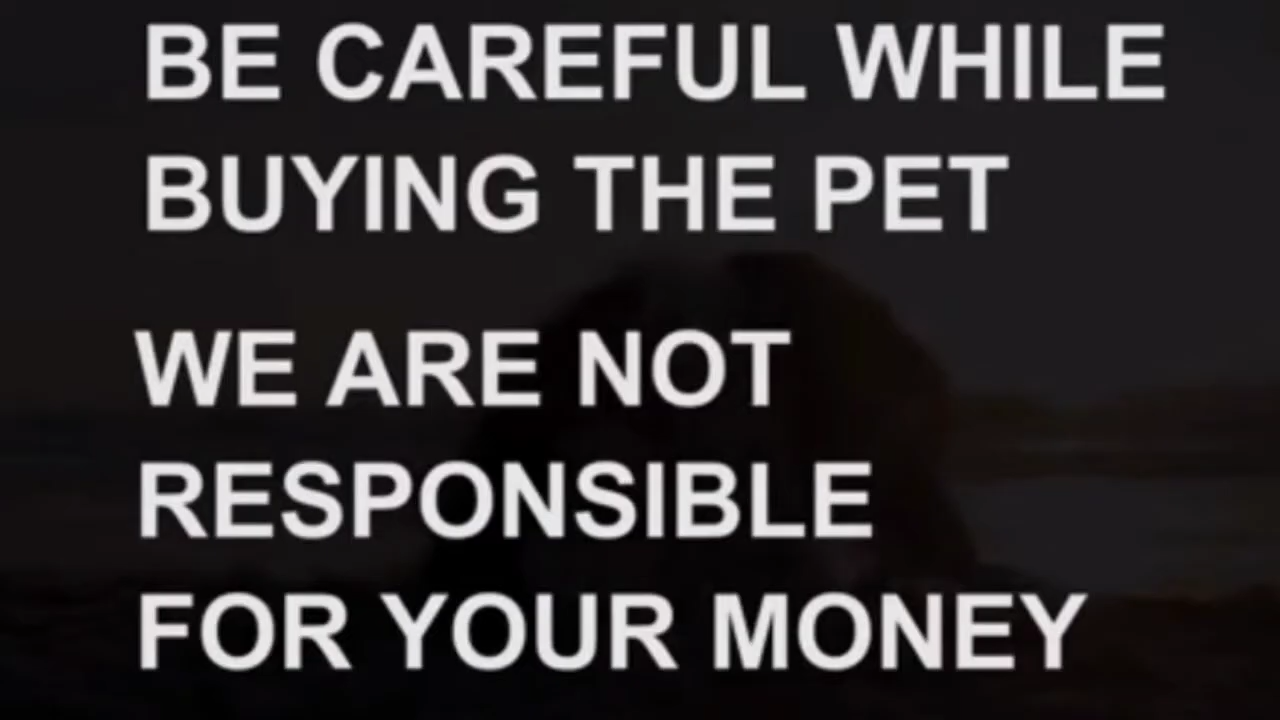 BE CAREFUL WHILE
BUYING THE PET
WE ARE NOT
RESPONSIBLE
FOR YOUR MONEY